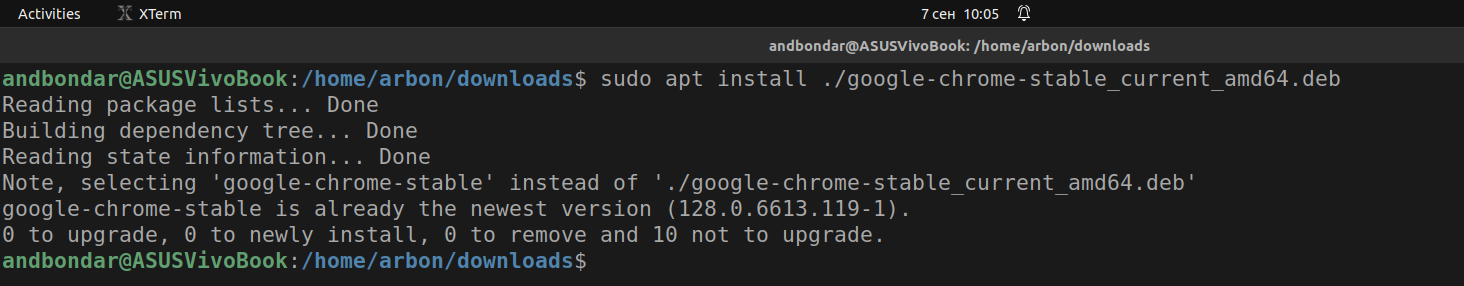 Activities XTerm 7 сен 10:05
andbondar@ASUSVivoBook: /home/arbon/downloads
andbondar@ASUSVivoBook:/home/arbon/downloads$ sudo apt install ./google-chrome-stable_current_amd64.deb
Reading package lists... Done
Building dependency tree... Done
Reading state information... Done
Note, selecting 'google-chrome-stable' instead of './google-chrome-stable_current_amd64.deb'
google-chrome-stable is already the newest version (128.0.6613.119-1).
0 to upgrade, 0 to newly install, 0 to remove and 10 not to upgrade.
andbondar@ASUSVivoBook:/home/arbon/downloads$